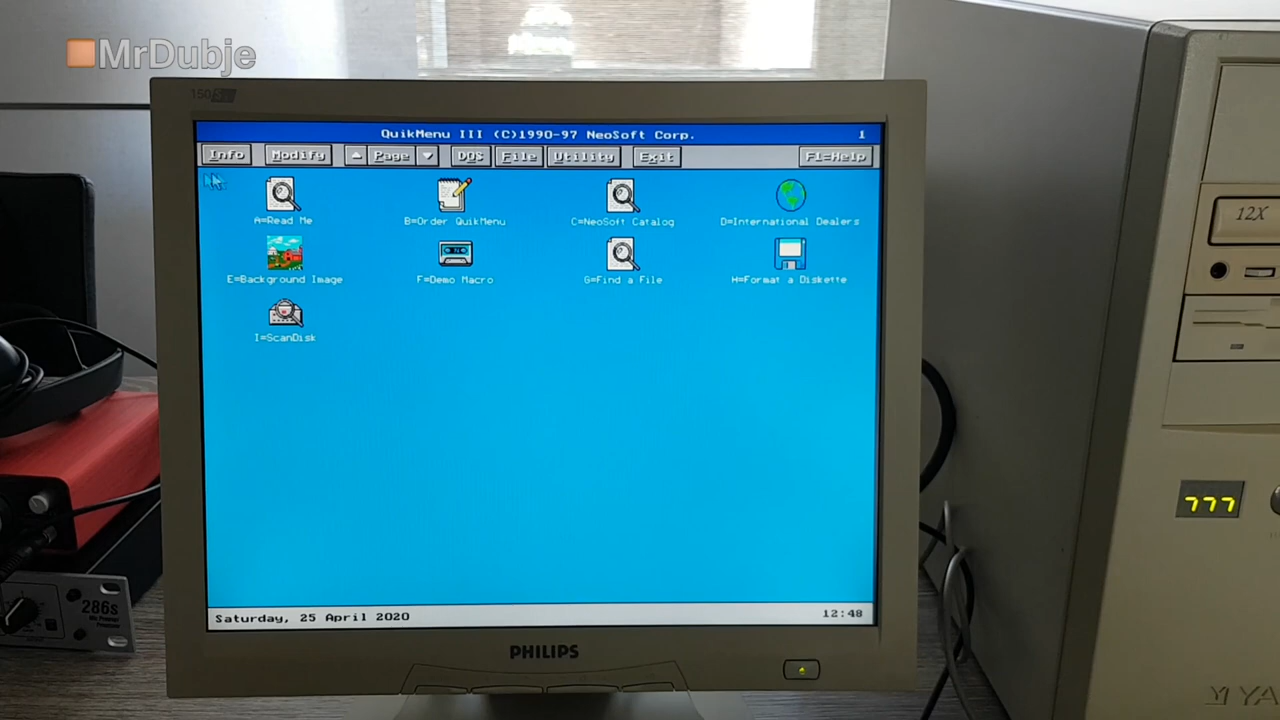 MrDubje
150S
QuikMenu III (C)1990-97 NeoSoft Corp. 1
Info Modify Page DOS File Utility Exit F1=Help
A=Read Me B=Order QuikMenu C=NeoSoft Catalog D=International Dealers
E=Background Image F=Demo Macro G=Find a File H=Format a Diskette
I=ScanDisk
Saturday, 25 April 2020 12:48
PHILIPS
12X
777
286s
YA